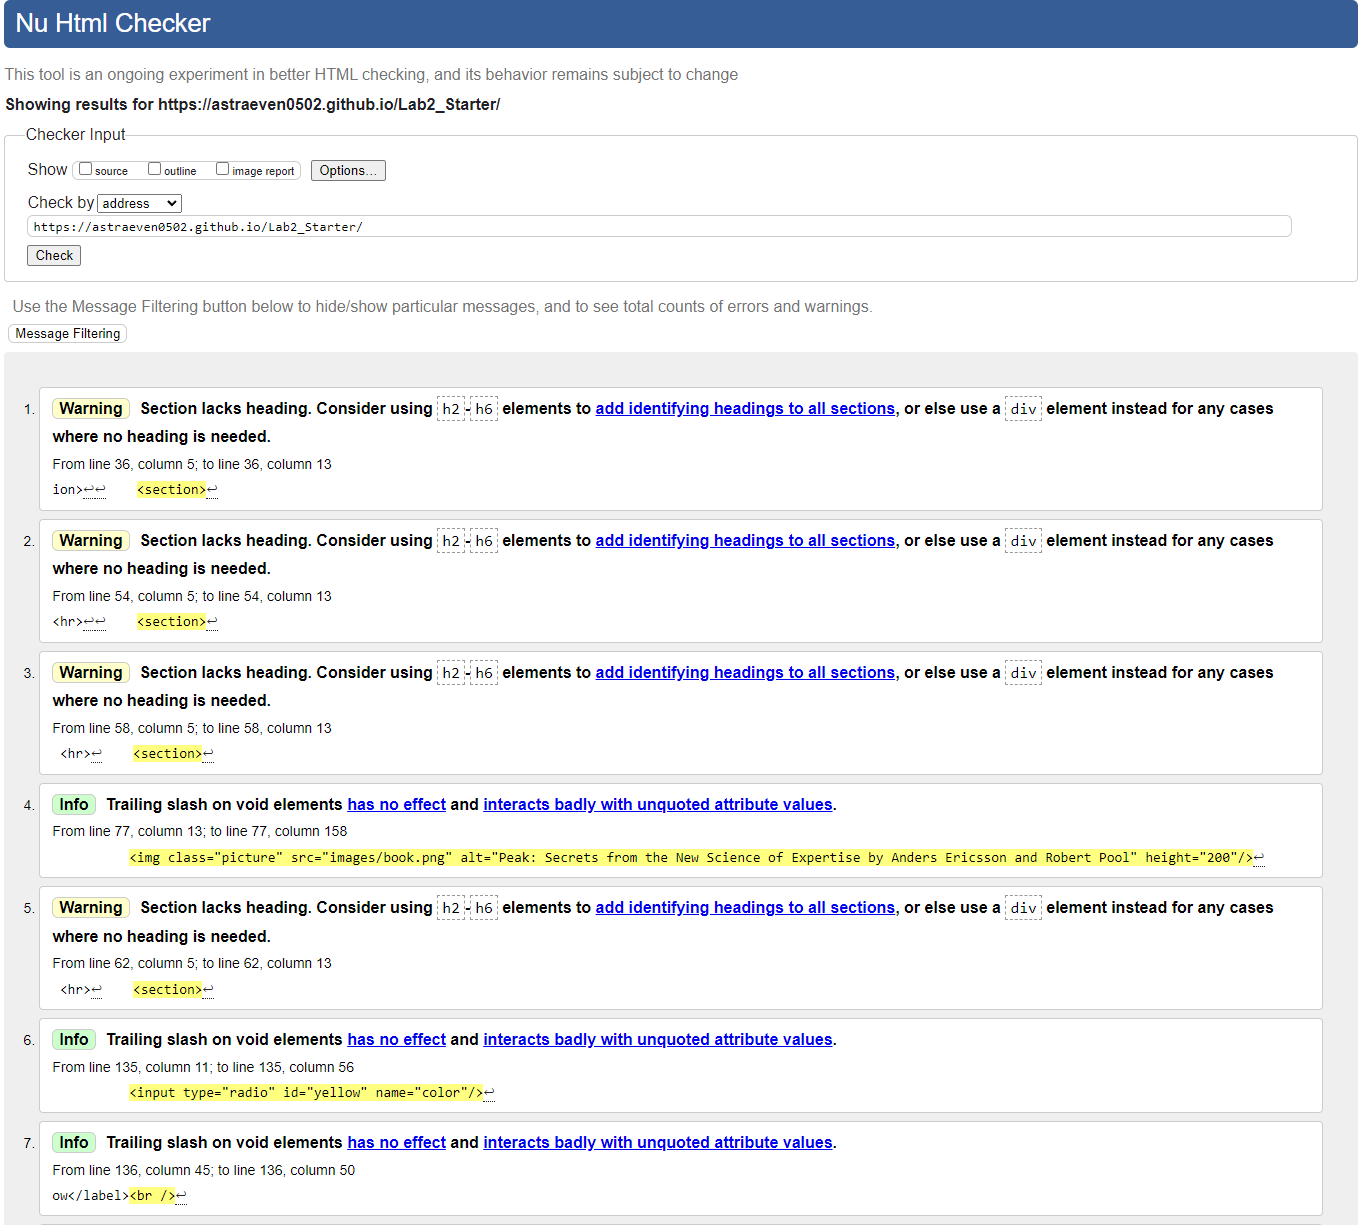 Nu Html Checker
This tool is an ongoing experiment in better HTML checking, and its behavior remains subject to change
Showing results for https://astraeven0502.github.io/Lab2_Starter/
Checker Input
Show source outline image report Options...
Check by address
https://astraeven0502.github.io/Lab2_Starter/
Check
Use the Message Filtering button below to hide/show particular messages, and to see total counts of errors and warnings.
Message Filtering
1. Warning Section lacks heading. Consider using h2-h6 elements to add identifying headings to all sections, or else use a div element instead for any cases
where no heading is needed.
From line 36, column 5; to line 36, column 13
ion>↩↩ <section>↩
2. Warning Section lacks heading. Consider using h2-h6 elements to add identifying headings to all sections, or else use a div element instead for any cases
where no heading is needed.
From line 54, column 5; to line 54, column 13
<hr>↩↩ <section>↩
3. Warning Section lacks heading. Consider using h2-h6 elements to add identifying headings to all sections, or else use a div element instead for any cases
where no heading is needed.
From line 58, column 5; to line 58, column 13
<hr>↩ <section>↩
4. Info Trailing slash on void elements has no effect and interacts badly with unquoted attribute values.
From line 77, column 13; to line 77, column 158
<img class="picture" src="images/book.png" alt="Peak: Secrets from the New Science of Expertise by Anders Ericsson and Robert Pool" height="200"/>↩
5. Warning Section lacks heading. Consider using h2-h6 elements to add identifying headings to all sections, or else use a div element instead for any cases
where no heading is needed.
From line 62, column 5; to line 62, column 13
<hr>↩ <section>↩
6. Info Trailing slash on void elements has no effect and interacts badly with unquoted attribute values.
From line 135, column 11; to line 135, column 56
<input type="radio" id="yellow" name="color"/>↩
7. Info Trailing slash on void elements has no effect and interacts badly with unquoted attribute values.
From line 136, column 45; to line 136, column 50
ow</label><br />↩